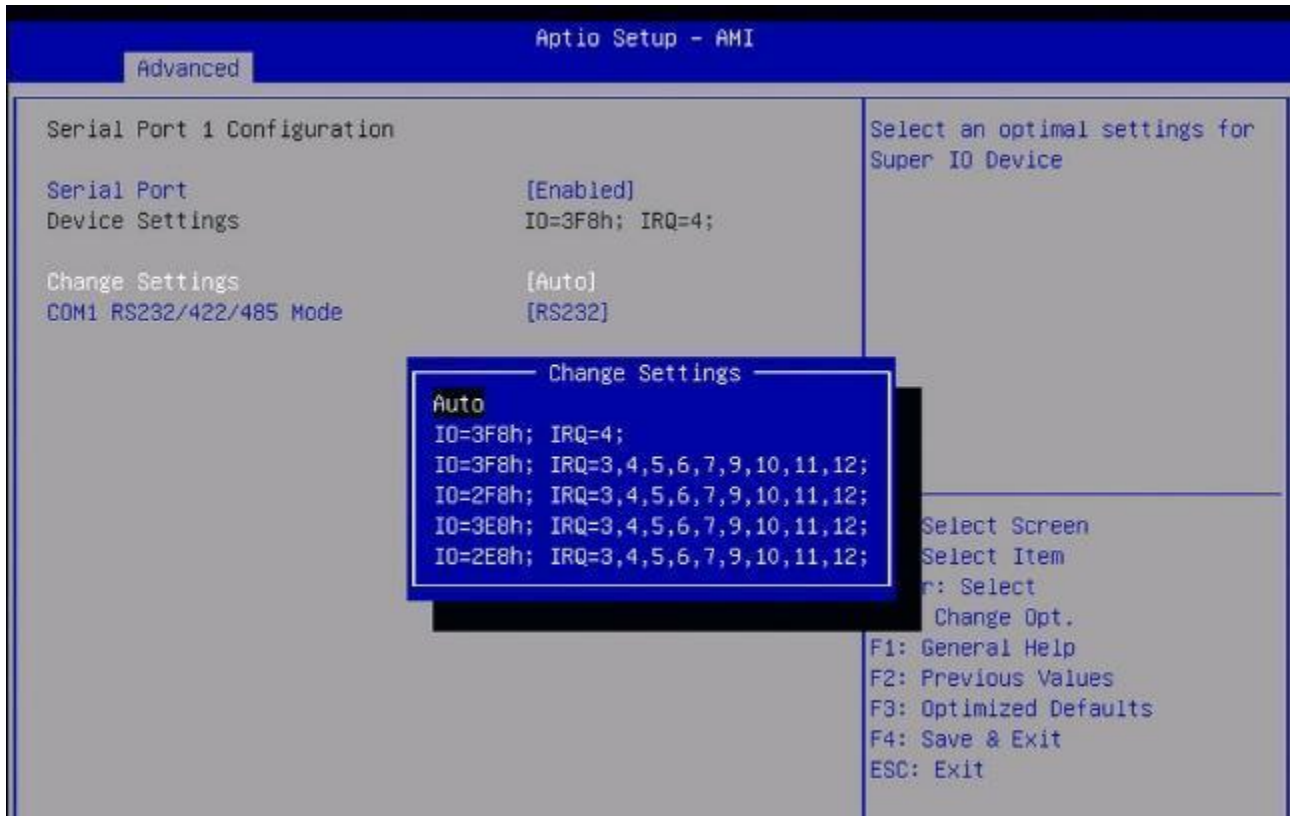 Aptio Setup - AMI
Advanced
Serial Port 1 Configuration
Serial Port [Enabled]
Device Settings IO=3F8h; IRQ=4;
Change Settings [Auto]
COM1 RS232/422/485 Mode [RS232]
Select an optimal settings for
Super IO Device
Change Settings
Auto
IO=3F8h; IRQ=4;
IO=3F8h; IRQ=3,4,5,6,7,9,10,11,12;
IO=2F8h; IRQ=3,4,5,6,7,9,10,11,12;
IO=3E8h; IRQ=3,4,5,6,7,9,10,11,12;
IO=2E8h; IRQ=3,4,5,6,7,9,10,11,12;
Select Screen
Select Item
r: Select
Change Opt.
F1: General Help
F2: Previous Values
F3: Optimized Defaults
F4: Save & Exit
ESC: Exit